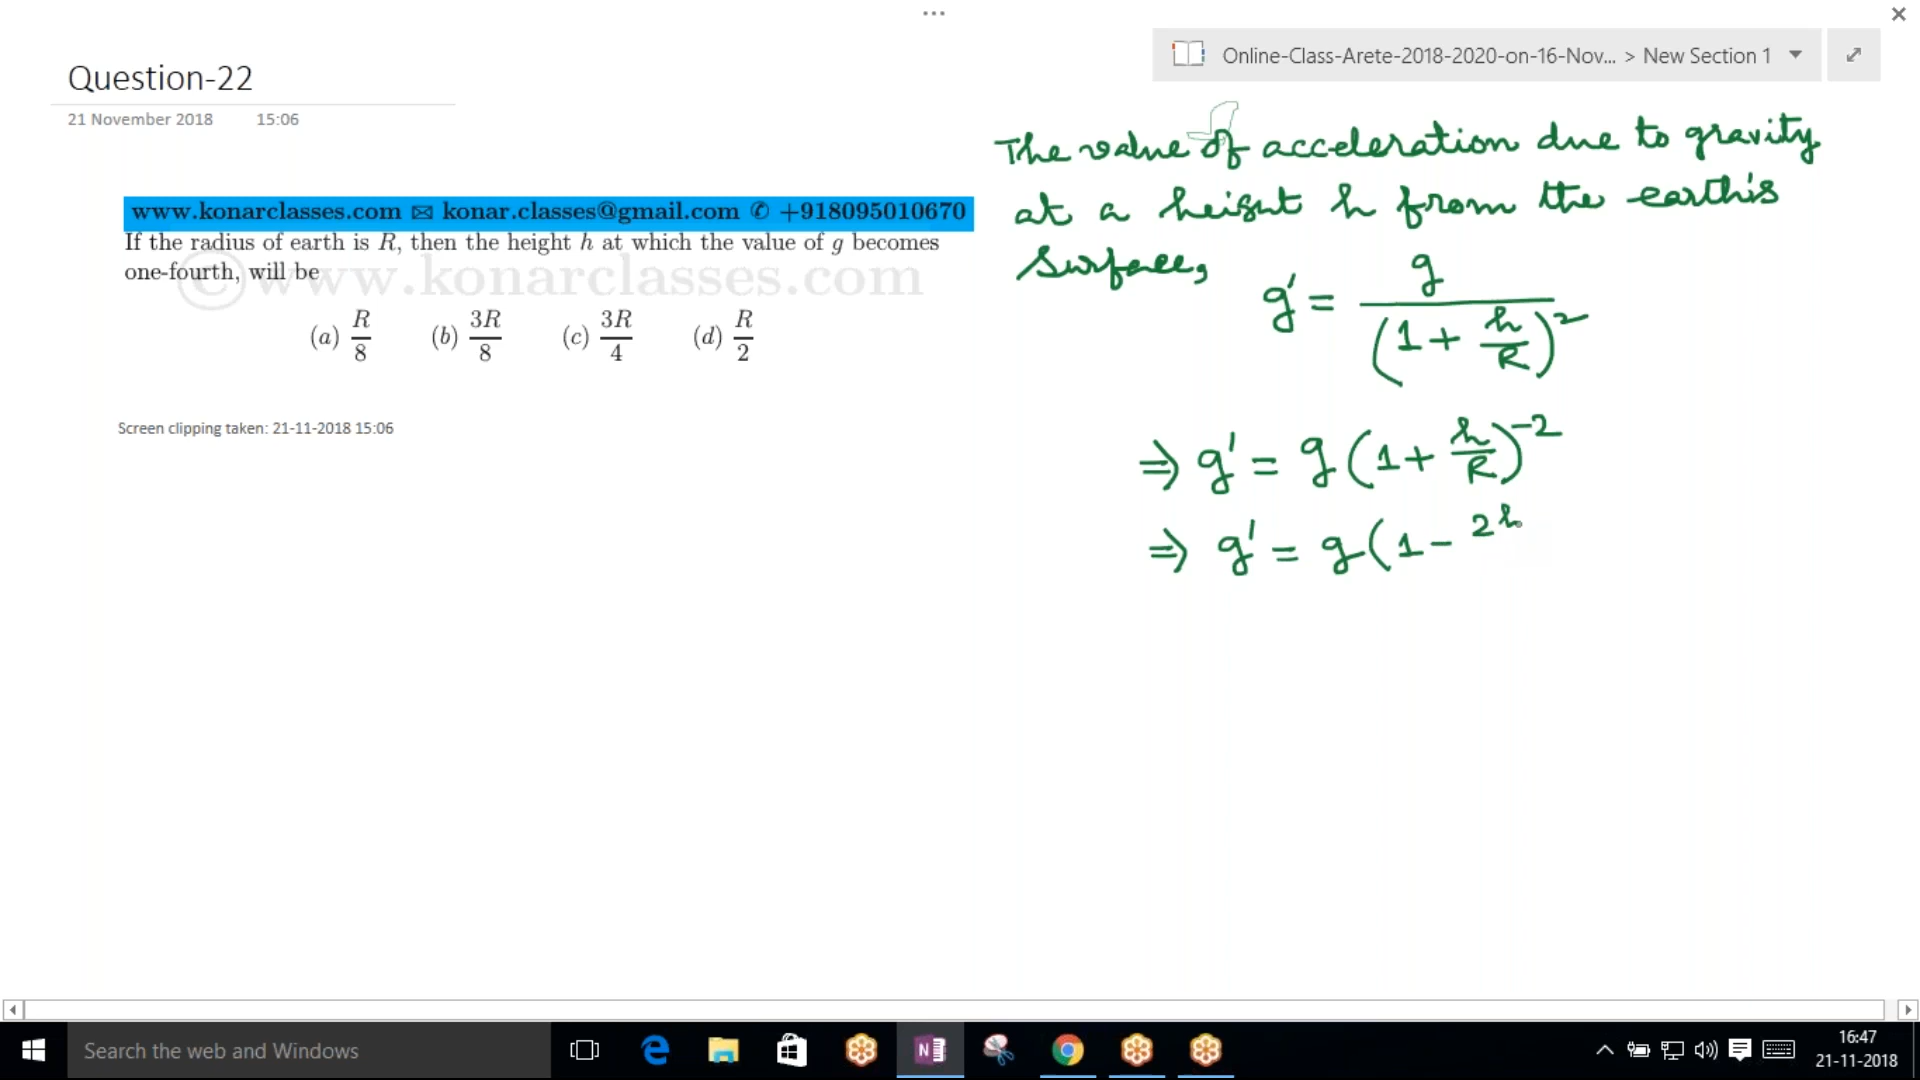 Online-Class-Arete-2018-2020-on-16-Nov... > New Section 1
Question-22
21 November 2018 15:06
www.konarclasses.com ✉ konar.classes@gmail.com ✆ +918095010670
If the radius of earth is R, then the height h at which the value of g becomes
one-fourth, will be
©www.konarclasses.com
(a) R/8 (b) 3R/8 (c) 3R/4 (d) R/2
Screen clipping taken: 21-11-2018 15:06
The value of acceleration due to gravity
at a height h from the earth's
surface,
g' = g/(1 + h/R)²
⇒ g' = g(1 + h/R)⁻²
⇒ g' = g(1 - 2h
Search the web and Windows
16:47
21-11-2018